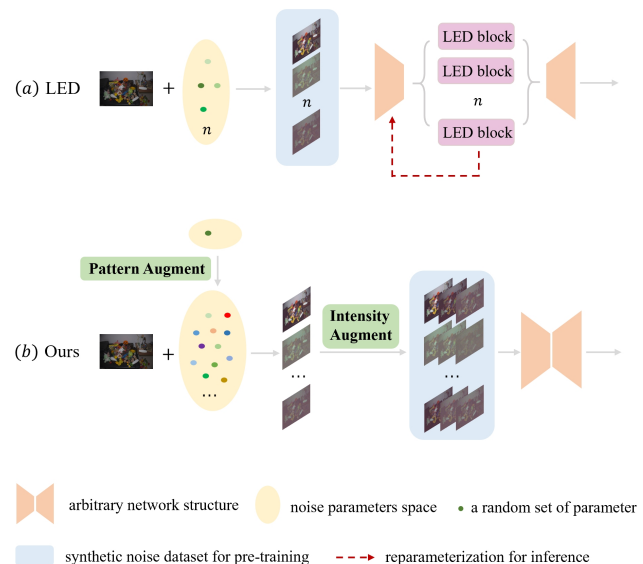 (a) LED
+
n
n
LED block
LED block
n
LED block
Pattern Augment
(b) Ours
+
...
...
Intensity
Augment
...
arbitrary network structure
noise parameters space
a random set of parameter
synthetic noise dataset for pre-training
reparameterization for inference